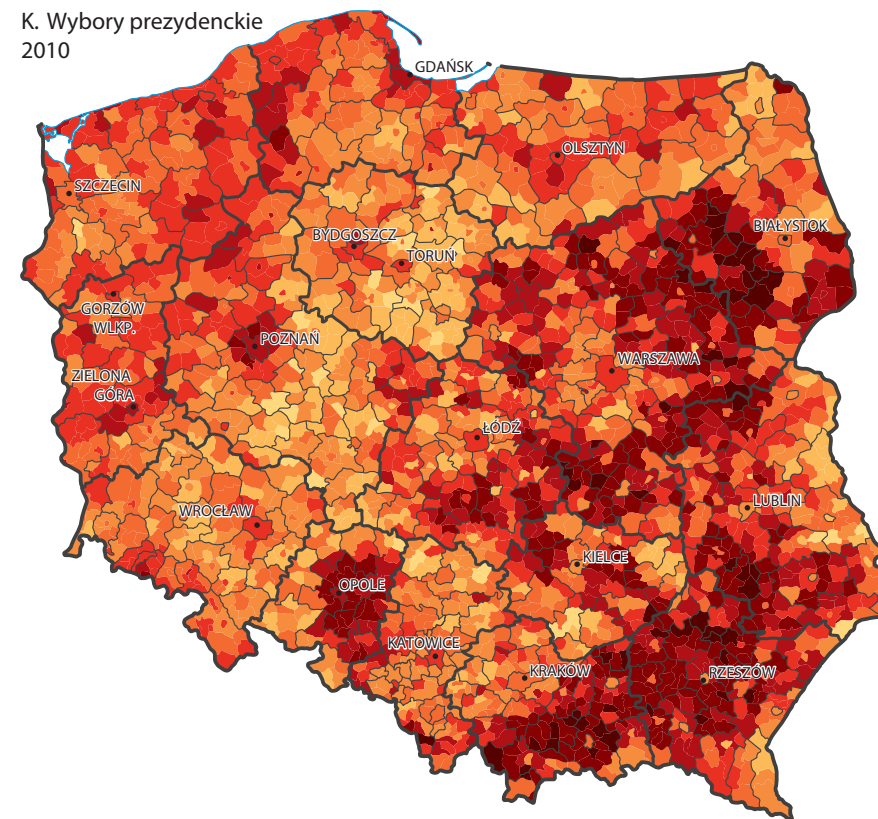 K. Wybory prezydenckie
2010
GDAŃSK
OLSZTYN
SZCZECIN
BIAŁYSTOK
BYDGOSZCZ
TORUŃ
GORZÓW
WLKP.
POZNAŃ
WARSZAWA
ZIELONA
GÓRA
ŁÓDŹ
WROCŁAW
LUBLIN
KIELCE
OPOLE
KATOWICE
KRAKÓW
RZESZÓW